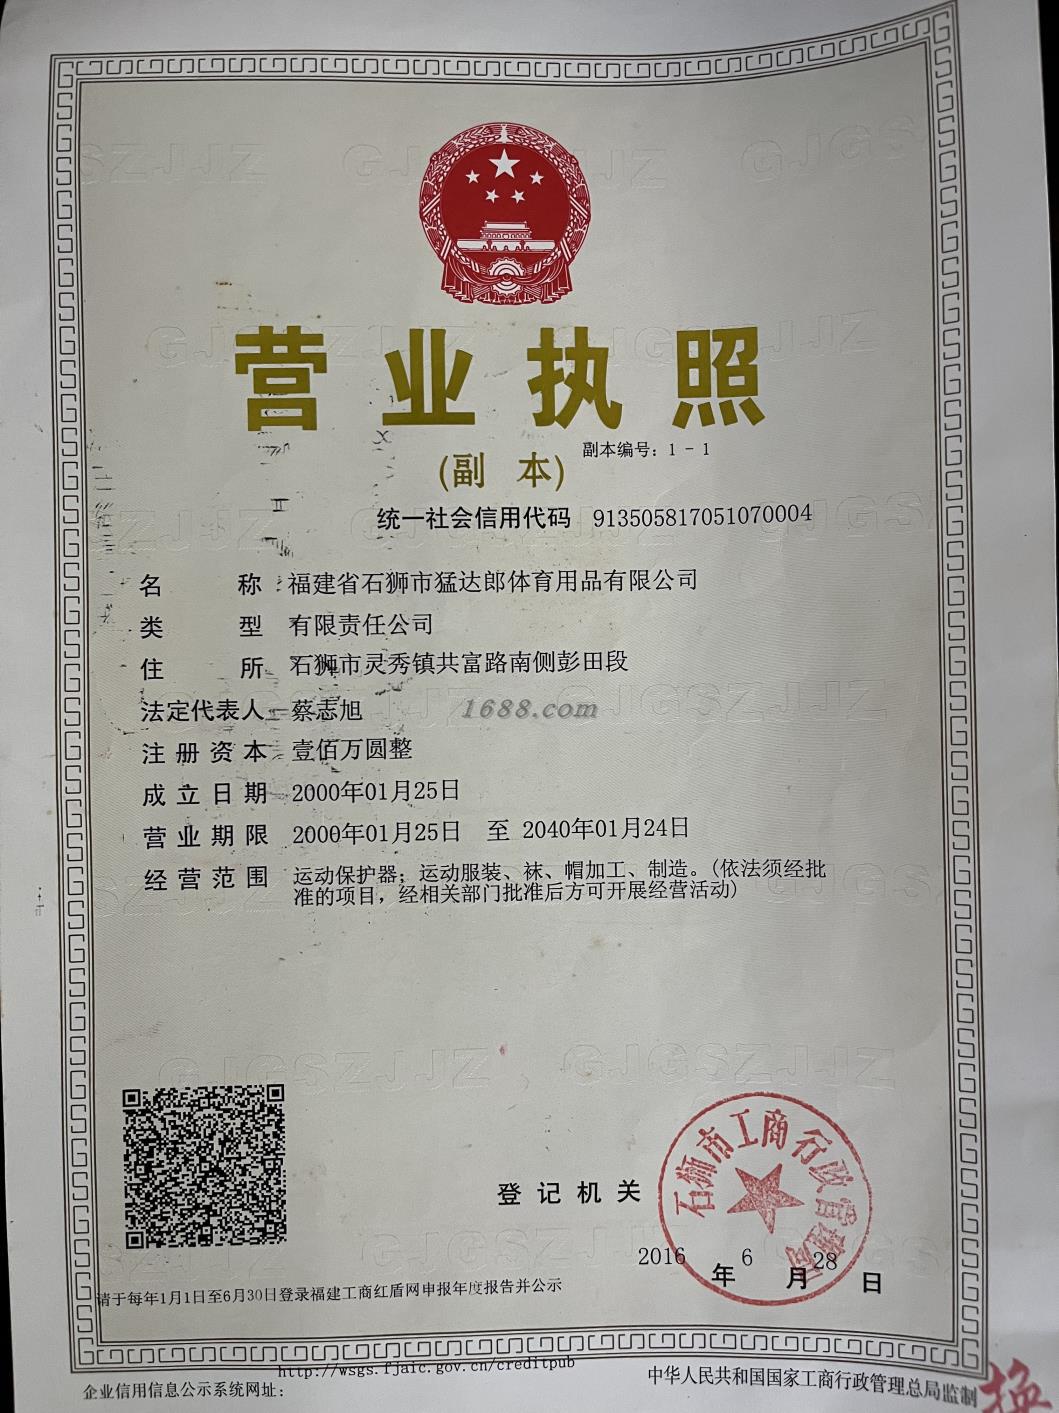 营业执照
(副 本)
副本编号：1－1
统一社会信用代码 913505817051070004
名 称 福建省石狮市猛达郎体育用品有限公司
类 型 有限责任公司
住 所 石狮市灵秀镇共富路南侧彭田段
法定代表人 蔡志旭
1688.com
注 册 资 本 壹佰万圆整
成 立 日 期 2000年01月25日
营 业 期 限 2000年01月25日 至 2040年01月24日
经 营 范 围 运动保护器；运动服装、袜、帽加工、制造。(依法须经批
准的项目，经相关部门批准后方可开展经营活动)
登 记 机 关
石狮市工商行政管理局
2016 年 6 月 28 日
请于每年1月1日至6月30日登录福建工商红盾网申报年度报告并公示
http://wsgs.fjaic.gov.cn/creditpub
企业信用信息公示系统网址：
中华人民共和国国家工商行政管理总局监制
换